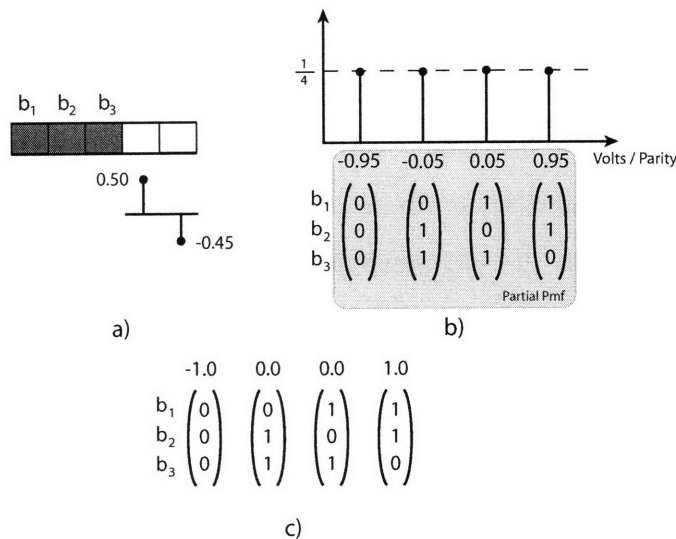 b1 b2 b3
0.50
-0.45
a)
1/4
-0.95 -0.05 0.05 0.95 Volts / Parity
b1 0 0 1 1
b2 0 1 0 1
b3 0 1 1 0
Partial Pmf
b)
-1.0 0.0 0.0 1.0
b1 0 0 1 1
b2 0 1 0 1
b3 0 1 1 0
c)